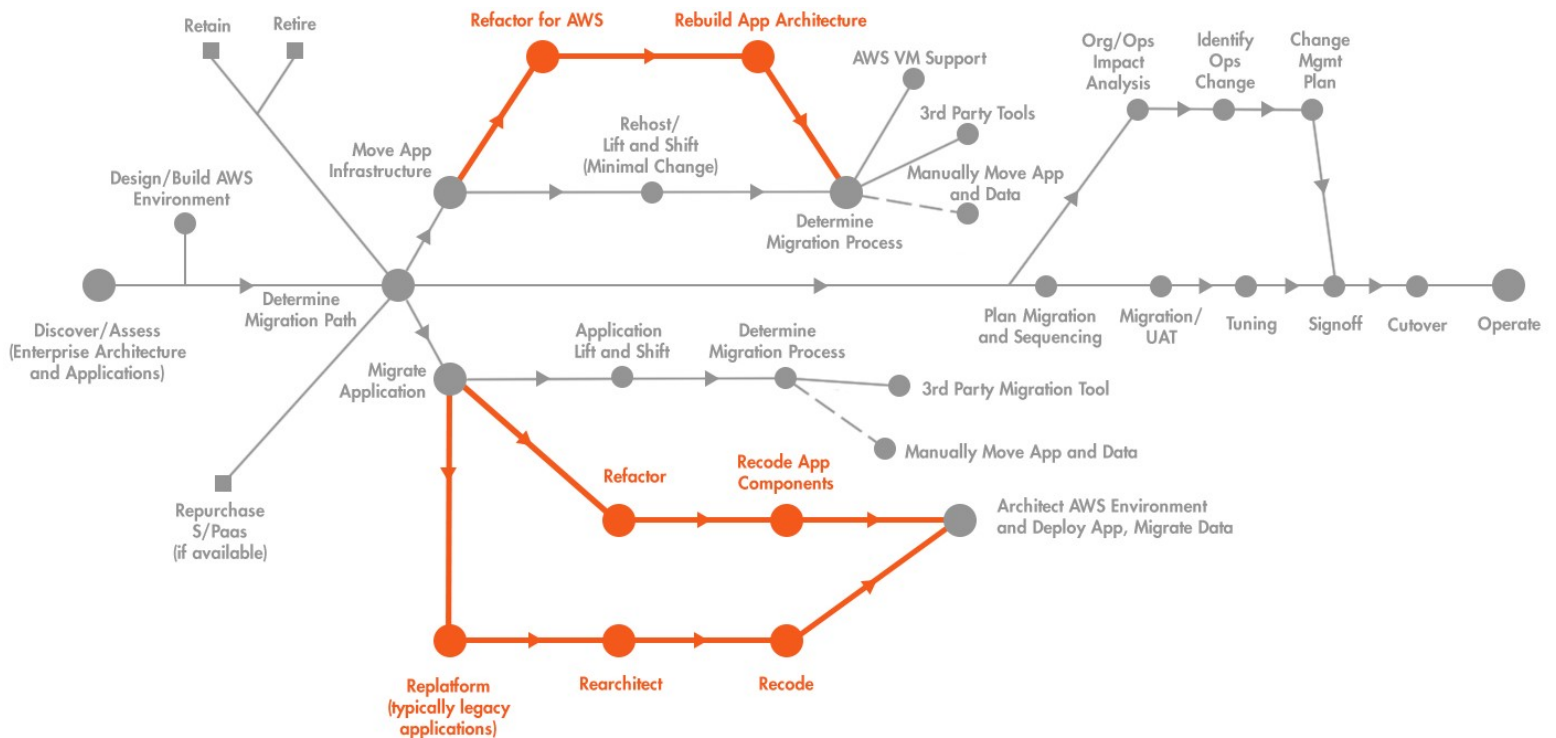 Retain
Retire
Refactor for AWS
Rebuild App Architecture
AWS VM Support
Org/Ops
Impact
Analysis
Identify
Ops
Change
Change
Mgmt
Plan
3rd Party Tools
Rehost/
Lift and Shift
(Minimal Change)
Move App
Infrastructure
Manually Move App
and Data
Design/Build AWS
Environment
Determine
Migration Process
Determine
Migration Path
Discover/Assess
(Enterprise Architecture
and Applications)
Plan Migration
and Sequencing
Migration/
UAT
Tuning
Signoff
Cutover
Operate
Application
Lift and Shift
Determine
Migration Process
Migrate
Application
3rd Party Migration Tool
Manually Move App and Data
Refactor
Recode App
Components
Architect AWS Environment
and Deploy App, Migrate Data
Repurchase
S/Paas
(if available)
Replatform
(typically legacy
applications)
Rearchitect
Recode